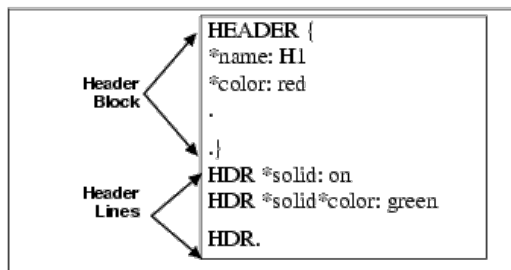 HEADER {
*name: H1
*color: red
.
.}
HDR *solid: on
HDR *solid*color: green
HDR.
Header
Block
Header
Lines